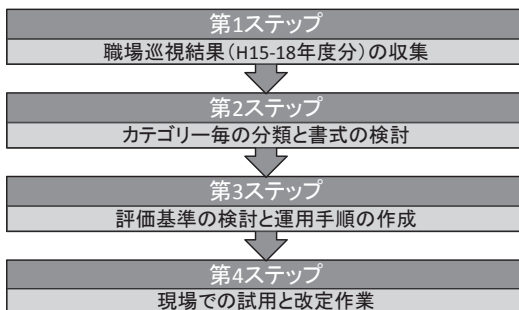 第1ステップ
職場巡視結果（H15-18年度分）の収集
第2ステップ
カテゴリー毎の分類と書式の検討
第3ステップ
評価基準の検討と運用手順の作成
第4ステップ
現場での試用と改定作業